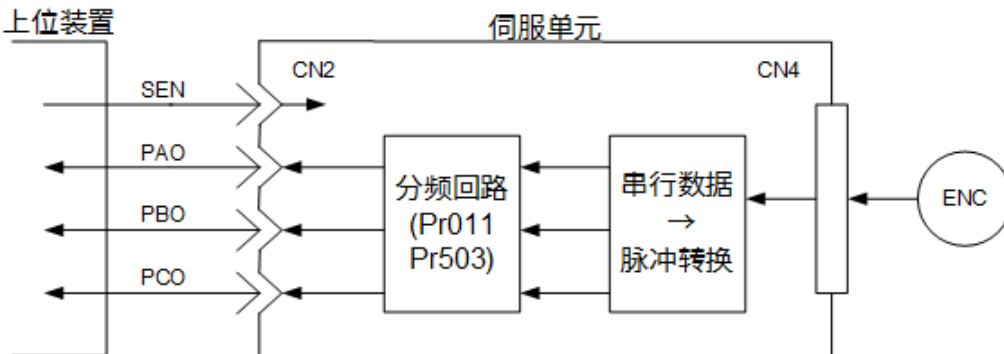 上位装置
伺服单元
CN2
CN4
SEN
PAO
PBO
PCO
分频回路
(Pr011
Pr503)
串行数据
→
脉冲转换
ENC